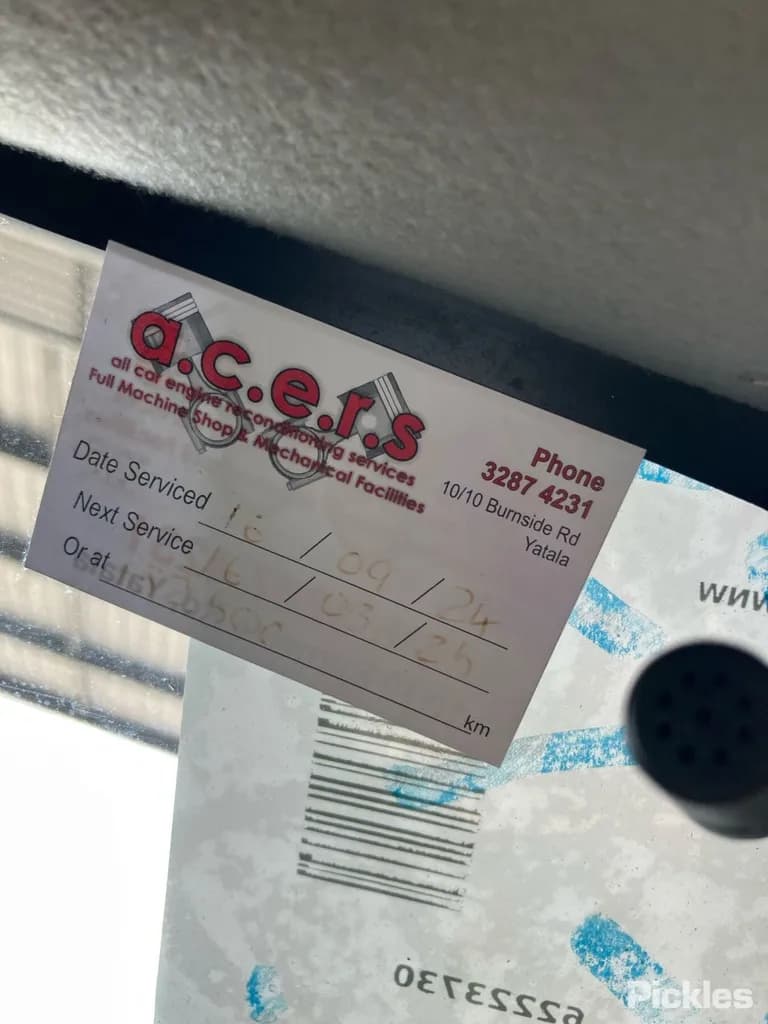 a.c.e.r.s
all car engine reconditioning services
Full Machine Shop & Mechanical Facilities
Phone
3287 4231
10/10 Burnside Rd
Yatala
Date Serviced 16 / 09 / 24
Next Service 16 / 03 / 25
Or at km
www
62223730
Pickles